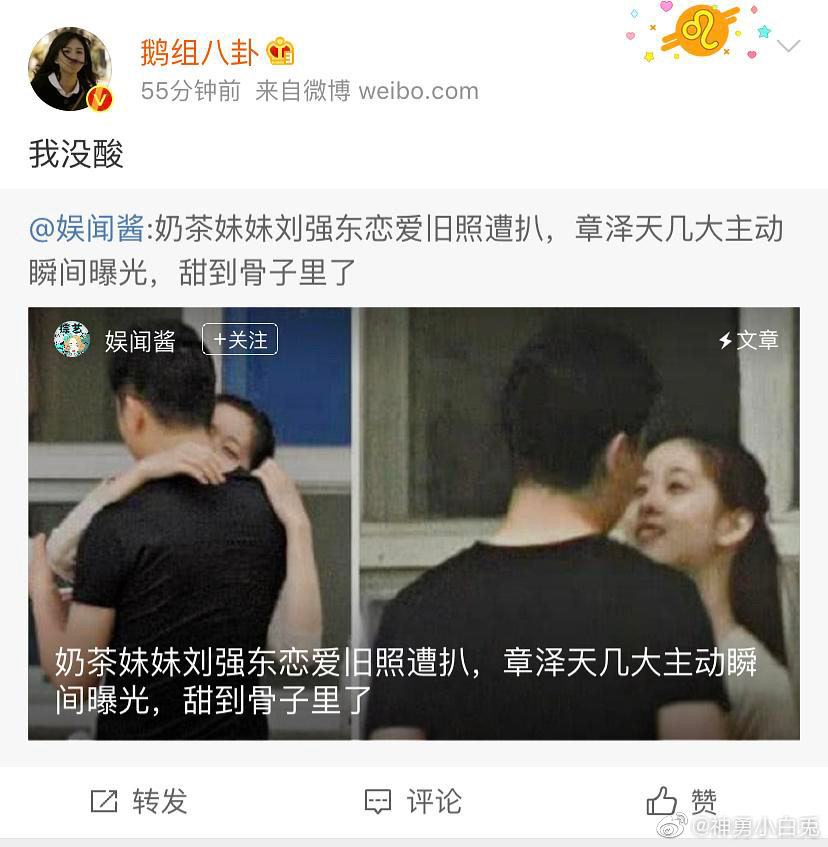 鹅组八卦
55分钟前 来自微博 weibo.com
我没酸
@娱闻酱:奶茶妹妹刘强东恋爱旧照遭扒，章泽天几大主动
瞬间曝光，甜到骨子里了
娱闻酱 +关注 文章
奶茶妹妹刘强东恋爱旧照遭扒，章泽天几大主动瞬
间曝光，甜到骨子里了
转发 评论 赞
@神勇小白兎